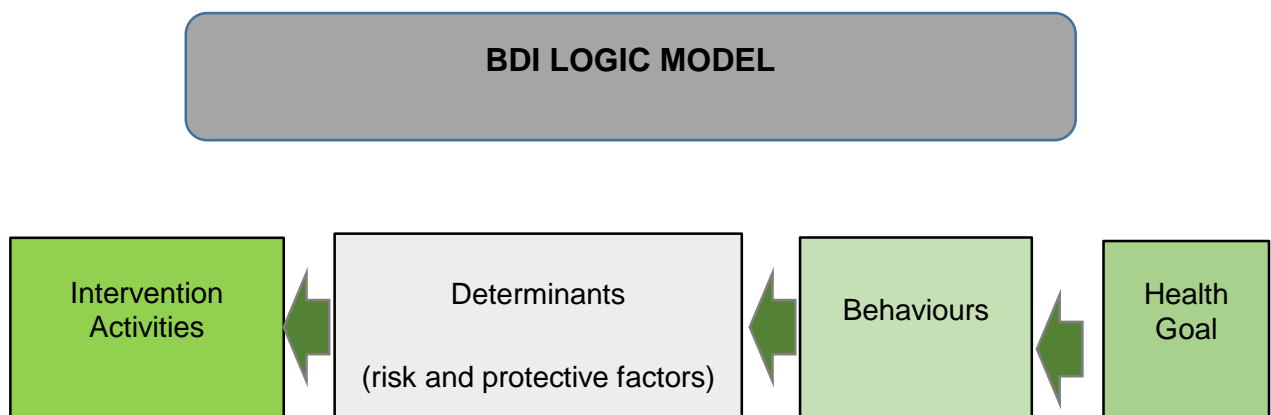 BDI LOGIC MODEL
Intervention
Activities
Determinants
(risk and protective factors)
Behaviours
Health
Goal